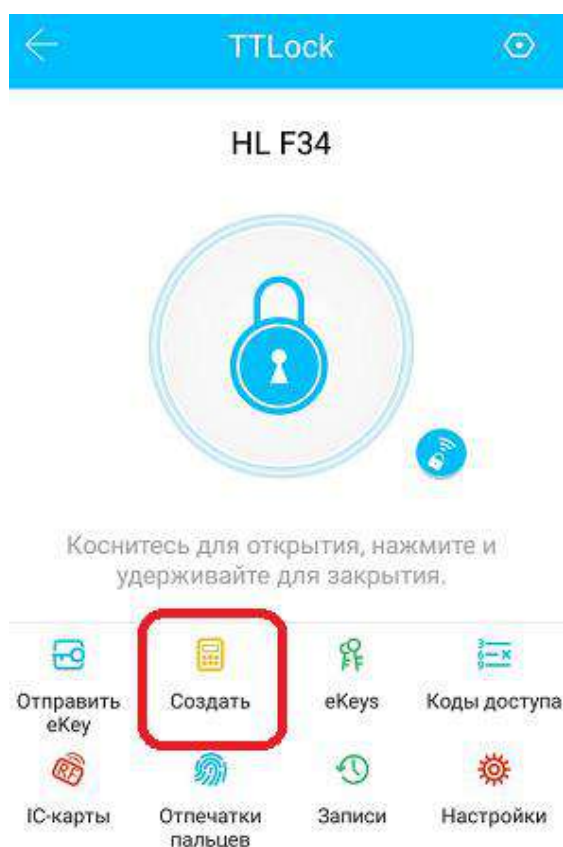 TTLock
HL F34
Коснитесь для открытия, нажмите и
удерживайте для закрытия.
Отправить
eKey
Создать
eKeys
Коды доступа
IC-карты
Отпечатки
пальцев
Записи
Настройки